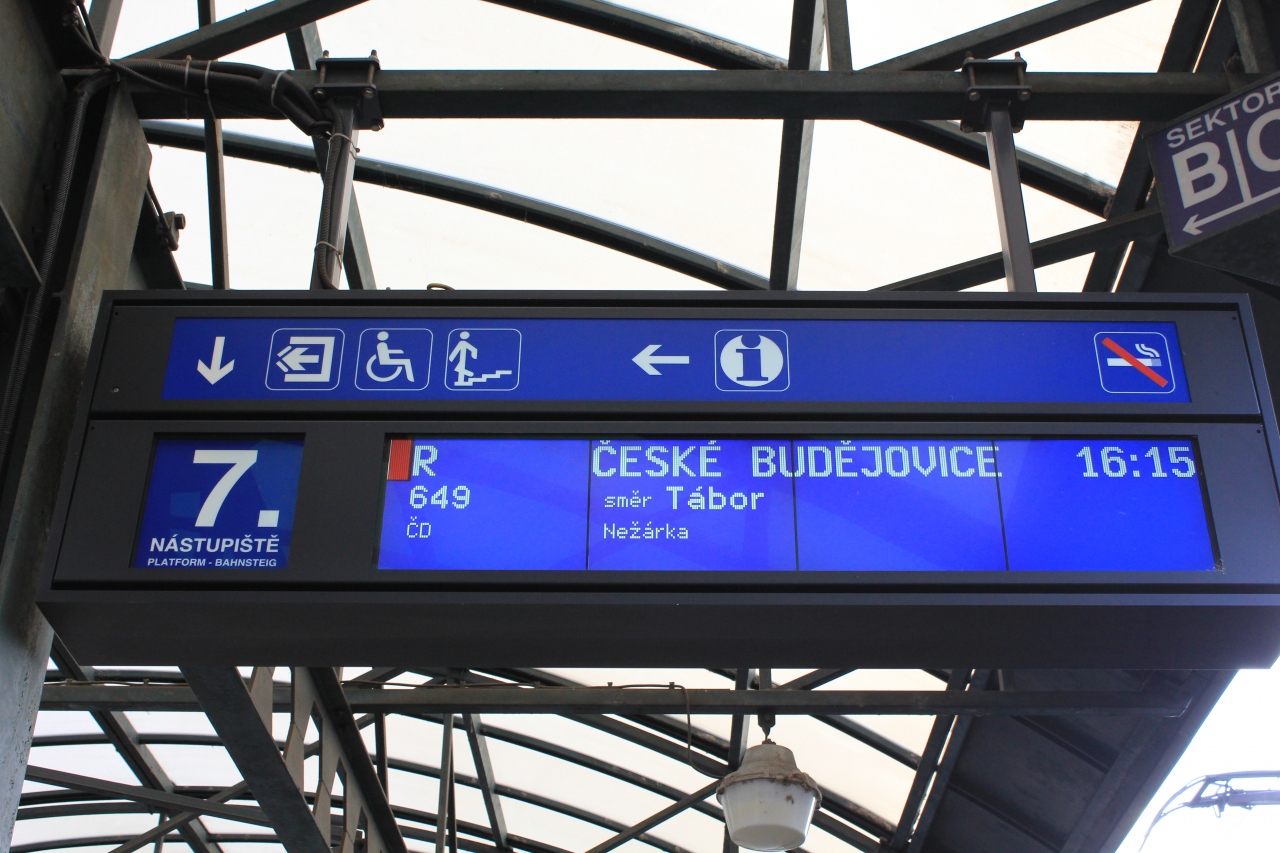 SEKTOR
B|C
R ČESKÉ BUDĚJOVICE 16:15
649 směr Tábor
ČD Nežárka
7.
NÁSTUPIŠTĚ
PLATFORM - BAHNSTEIG